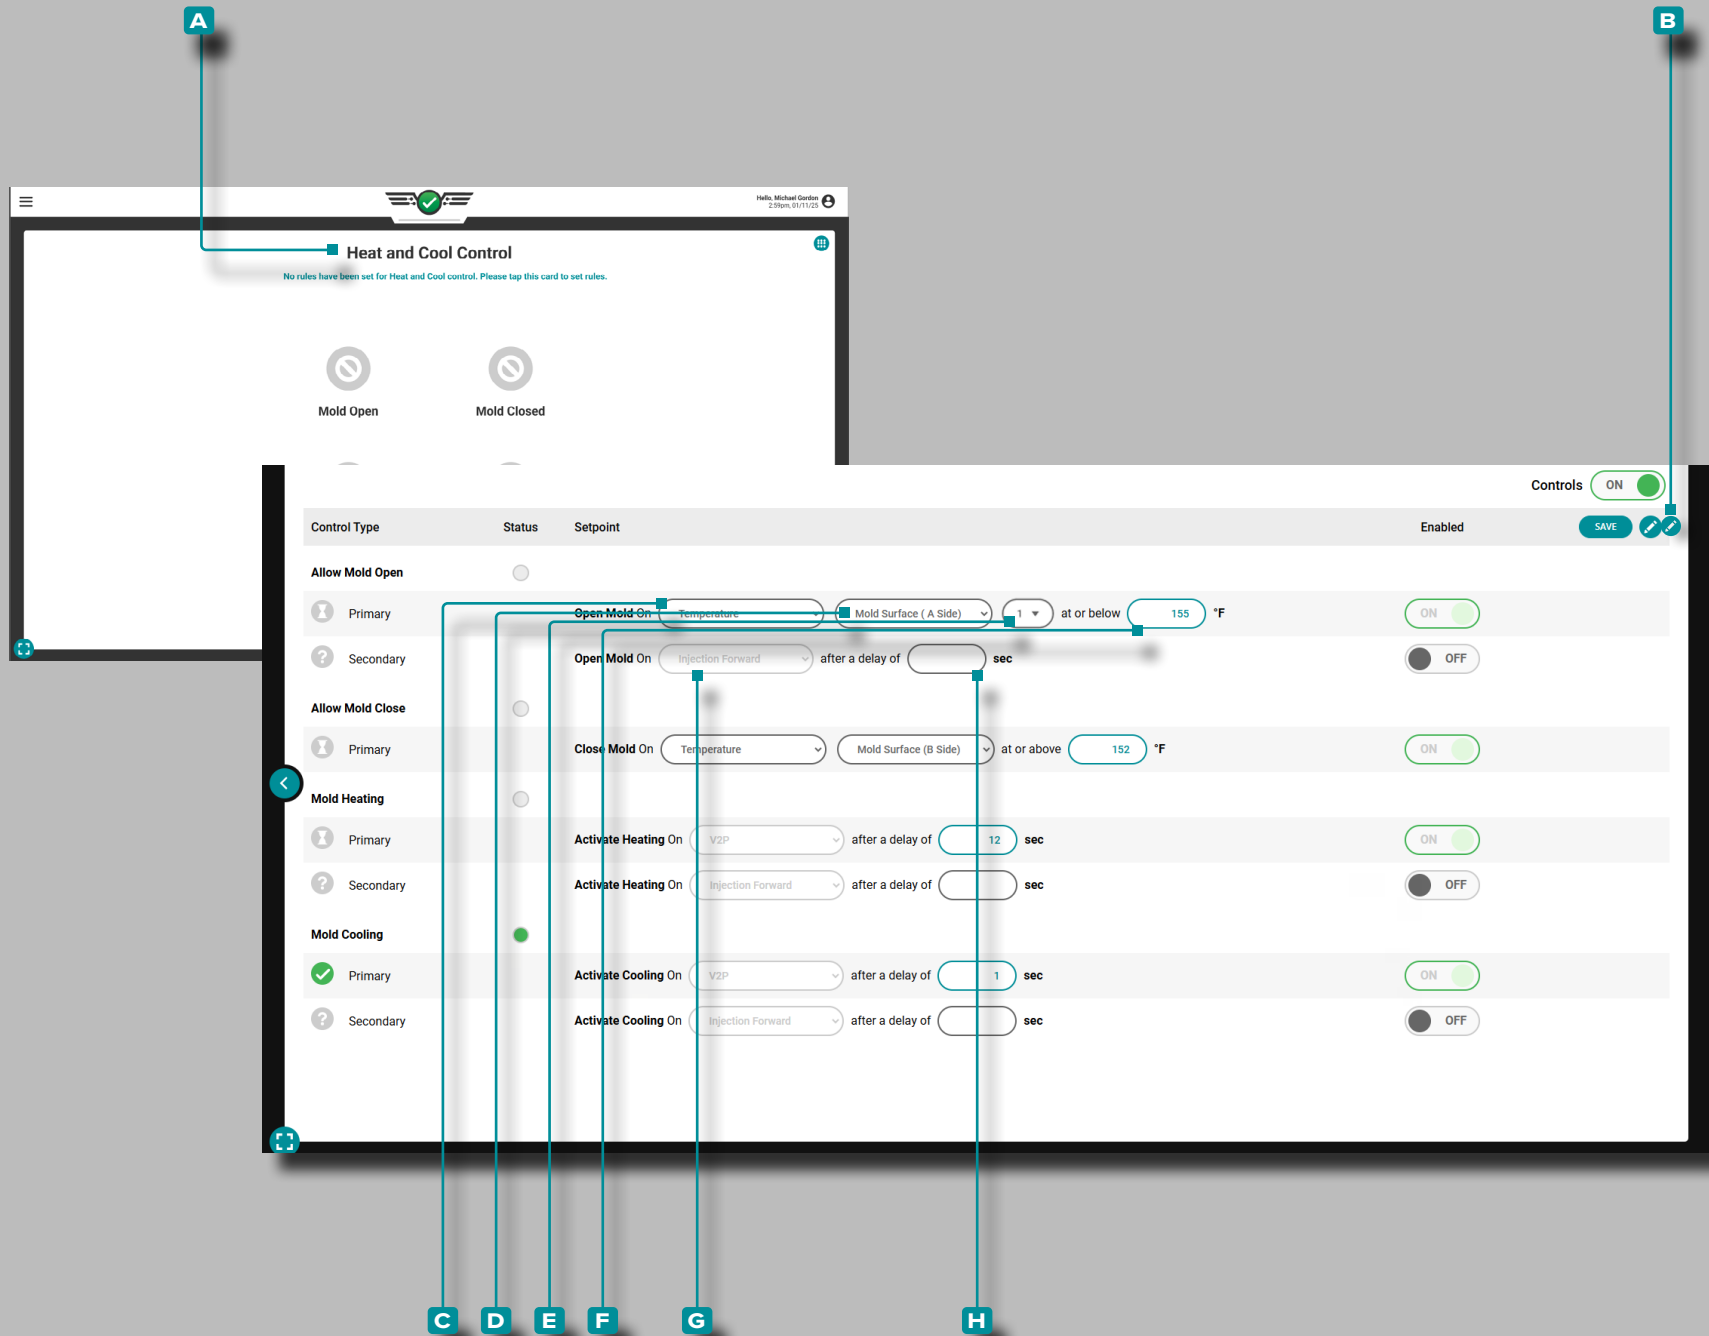 A
B
Hello, Michael Gordon
2:59pm, 01/11/25
Heat and Cool Control
No rules have been set for Heat and Cool control. Please tap this card to set rules.
Mold Open
Mold Closed
Controls ON
Control Type Status Setpoint Enabled SAVE
Allow Mold Open
Primary Open Mold On Temperature Mold Surface ( A Side) 1 at or below 155 °F ON
Secondary Open Mold On Injection Forward after a delay of sec OFF
Allow Mold Close
Primary Close Mold On Temperature Mold Surface (B Side) at or above 152 °F ON
Mold Heating
Primary Activate Heating On V2P after a delay of 12 sec ON
Secondary Activate Heating On Injection Forward after a delay of sec OFF
Mold Cooling
Primary Activate Cooling On V2P after a delay of 1 sec ON
Secondary Activate Cooling On Injection Forward after a delay of sec OFF
C D E F G H